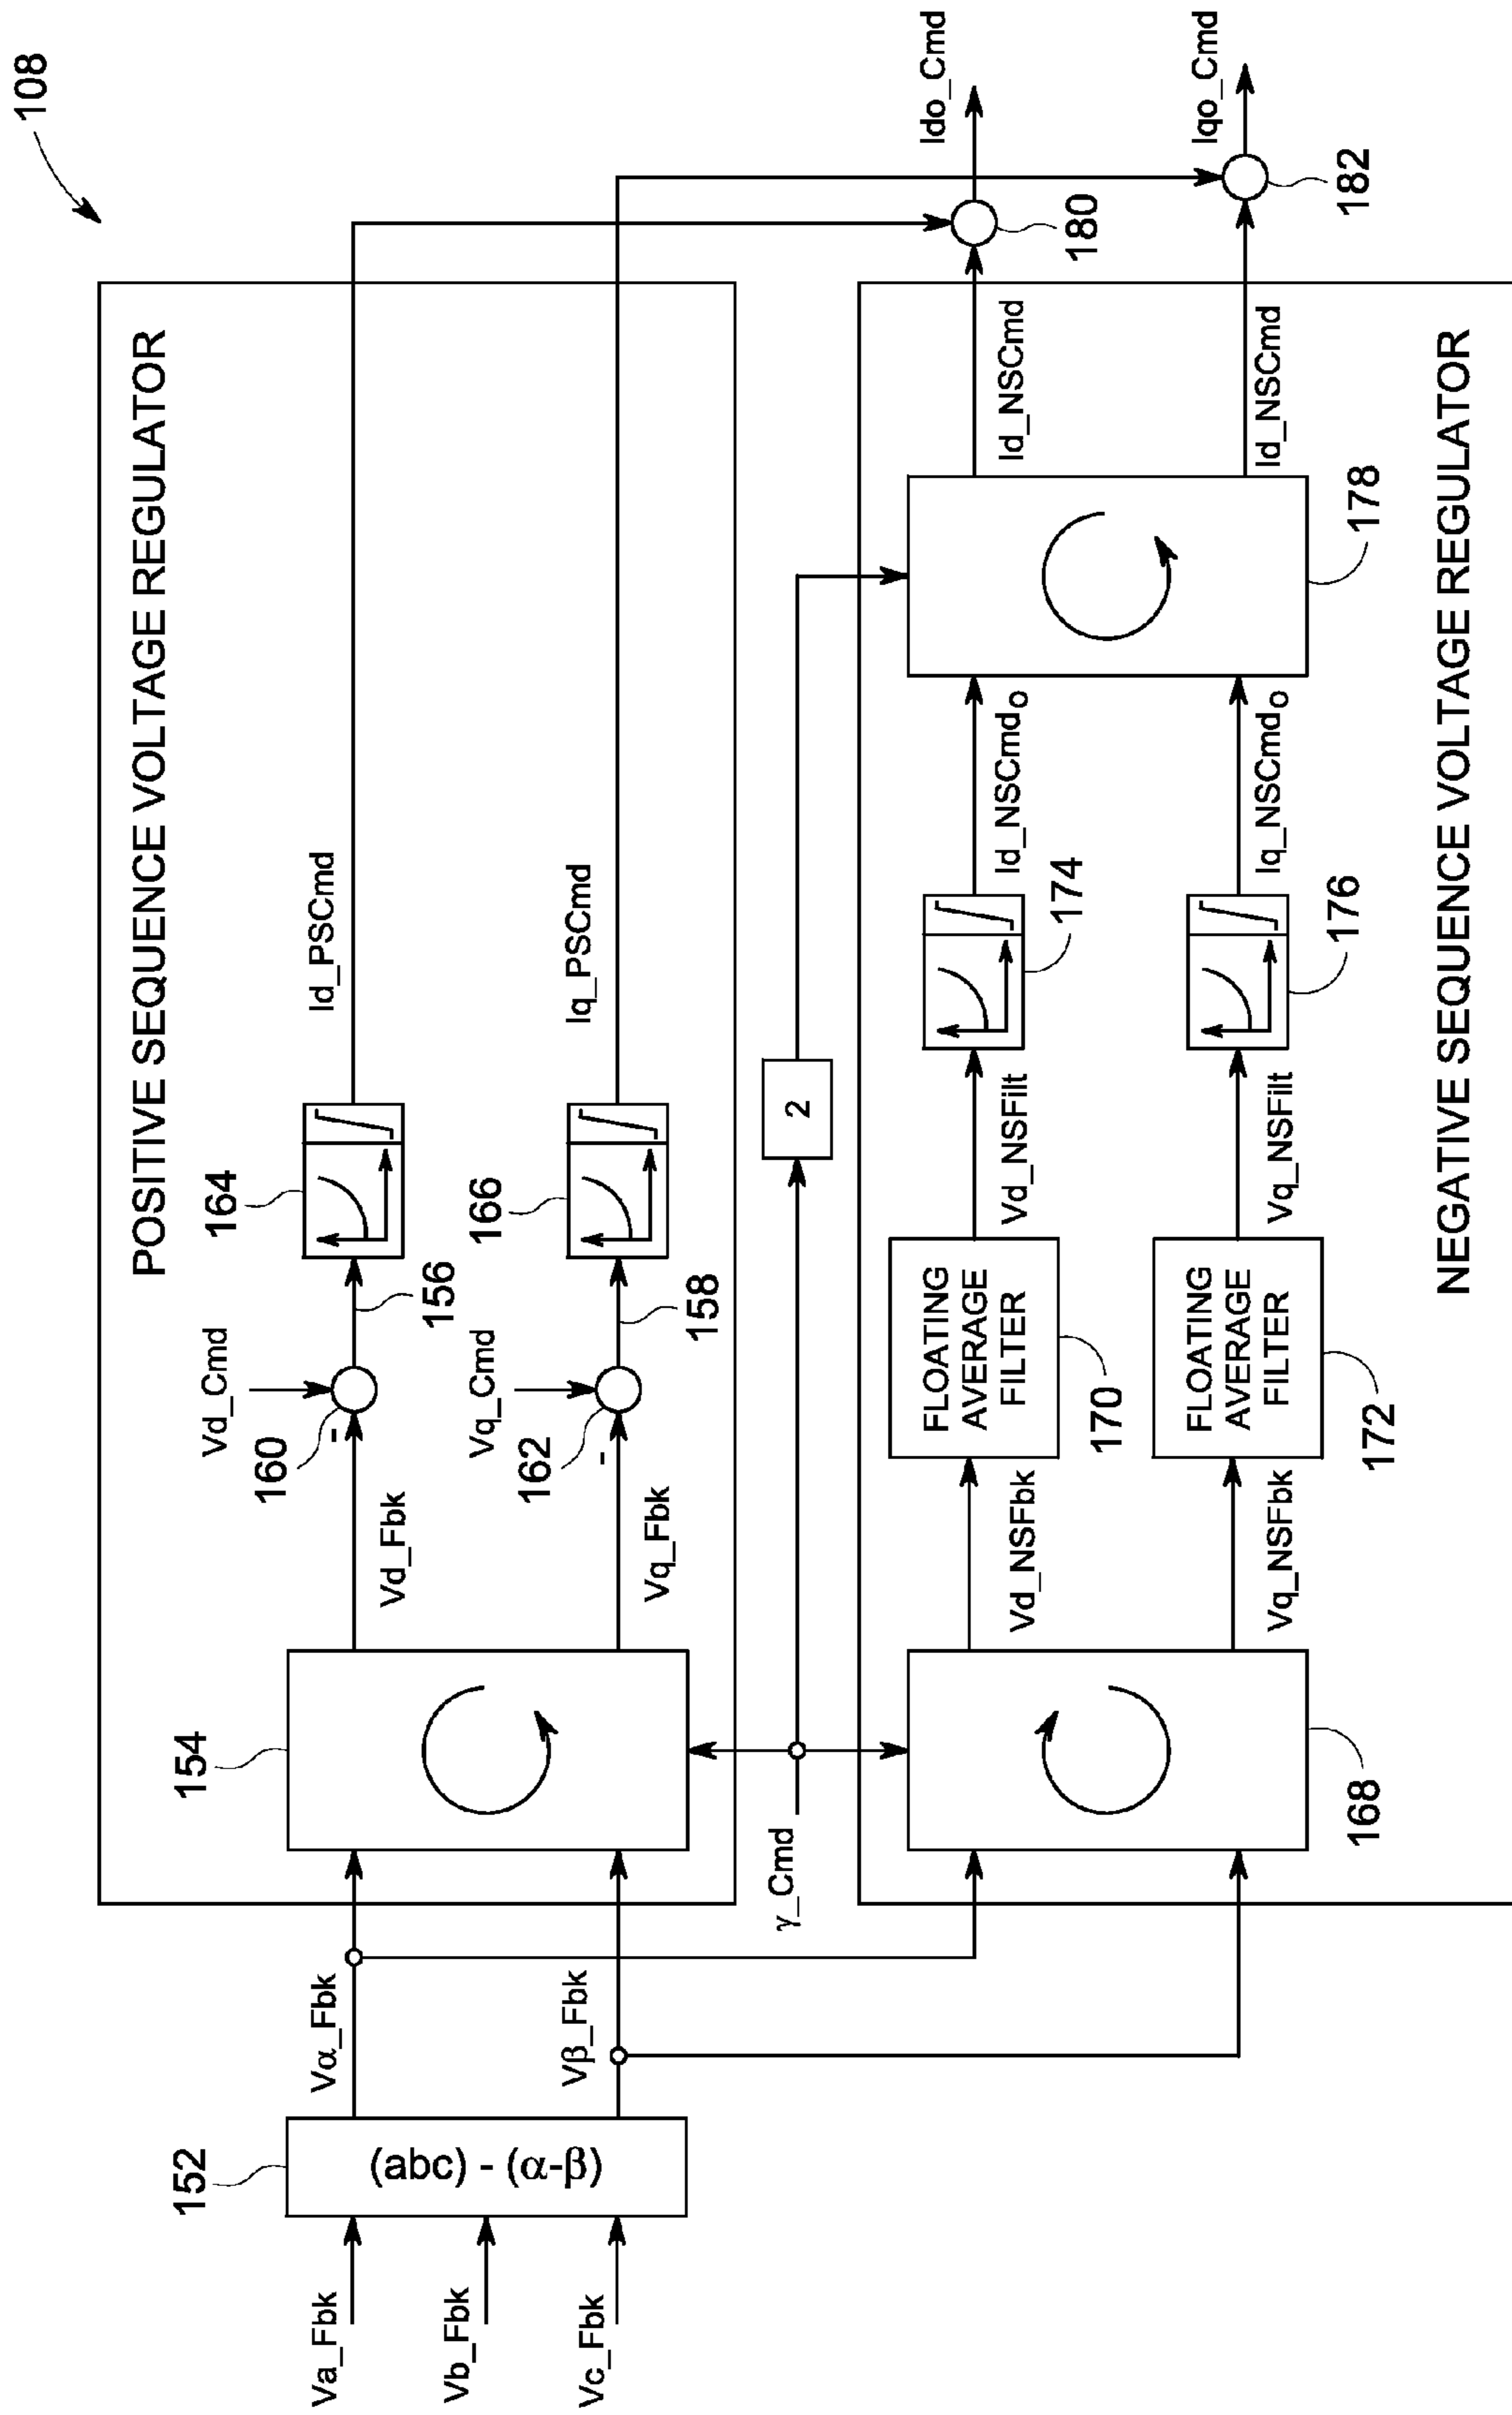 108
POSITIVE SEQUENCE VOLTAGE REGULATOR
Va_Fbk
Vb_Fbk
Vc_Fbk
152
(abc) - (α-β)
Vα_Fbk
Vβ_Fbk
154
Vd_Fbk
Vq_Fbk
Vd_Cmd
160
-
156
Vq_Cmd
162
-
158
164
166
Id_PSCmd
Iq_PSCmd
γ_Cmd
2
168
Vd_NSFbk
Vq_NSFbk
FLOATING
AVERAGE
FILTER
170
FLOATING
AVERAGE
FILTER
172
Vd_NSFilt
Vq_NSFilt
174
176
Id_NSCmdo
Iq_NSCmdo
178
Id_NSCmd
Id_NSCmd
180
182
Ido_Cmd
Iqo_Cmd
NEGATIVE SEQUENCE VOLTAGE REGULATOR